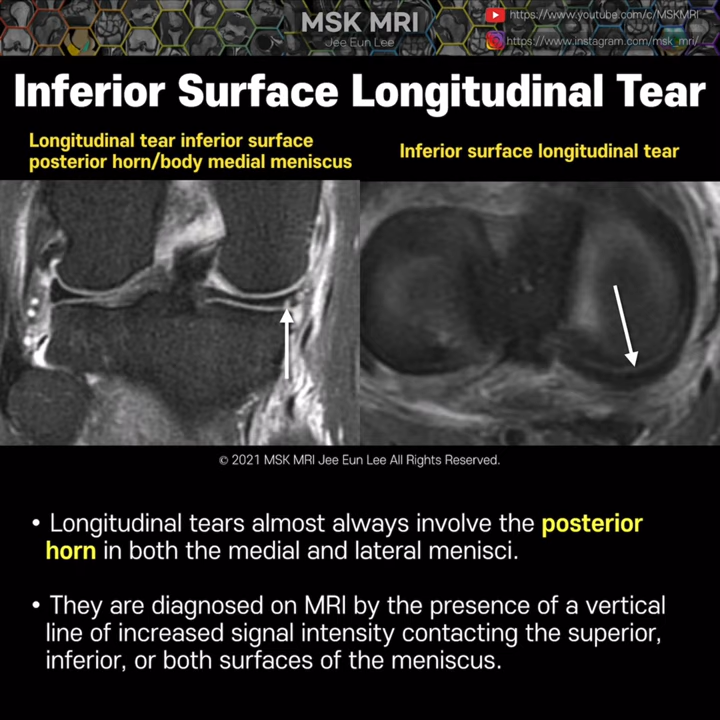 MSK MRI
Jee Eun Lee
https://www.youtube.com/c/MSKMRI
https://www.instagram.com/msk_mri/
Inferior Surface Longitudinal Tear
Longitudinal tear inferior surface
posterior horn/body medial meniscus
Inferior surface longitudinal tear
© 2021 MSK MRI Jee Eun Lee All Rights Reserved.
• Longitudinal tears almost always involve the posterior
horn in both the medial and lateral menisci.
• They are diagnosed on MRI by the presence of a vertical
line of increased signal intensity contacting the superior,
inferior, or both surfaces of the meniscus.